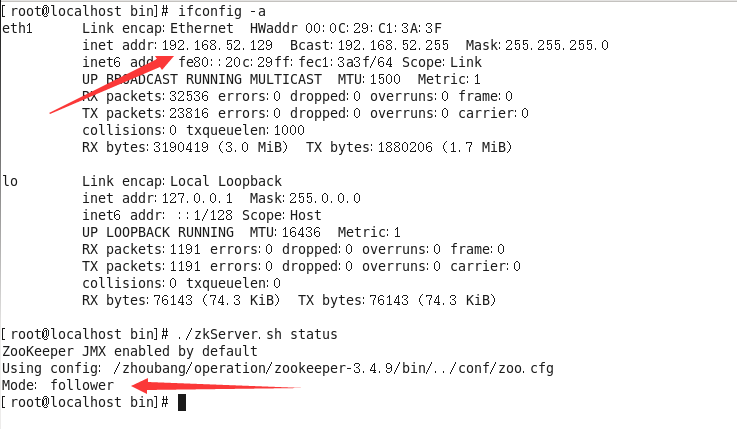 [root@localhost bin]# ifconfig -a
eth1 Link encap:Ethernet HWaddr 00:0C:29:C1:3A:3F
inet addr:192.168.52.129 Bcast:192.168.52.255 Mask:255.255.255.0
inet6 addr: fe80::20c:29ff:fec1:3a3f/64 Scope:Link
UP BROADCAST RUNNING MULTICAST MTU:1500 Metric:1
RX packets:32536 errors:0 dropped:0 overruns:0 frame:0
TX packets:23816 errors:0 dropped:0 overruns:0 carrier:0
collisions:0 txqueuelen:1000
RX bytes:3190419 (3.0 MiB) TX bytes:1880206 (1.7 MiB)
lo Link encap:Local Loopback
inet addr:127.0.0.1 Mask:255.0.0.0
inet6 addr: ::1/128 Scope:Host
UP LOOPBACK RUNNING MTU:16436 Metric:1
RX packets:1191 errors:0 dropped:0 overruns:0 frame:0
TX packets:1191 errors:0 dropped:0 overruns:0 carrier:0
collisions:0 txqueuelen:0
RX bytes:76143 (74.3 KiB) TX bytes:76143 (74.3 KiB)
[root@localhost bin]# ./zkServer.sh status
ZooKeeper JMX enabled by default
Using config: /zhoubang/operation/zookeeper-3.4.9/bin/../conf/zoo.cfg
Mode: follower
[root@localhost bin]#